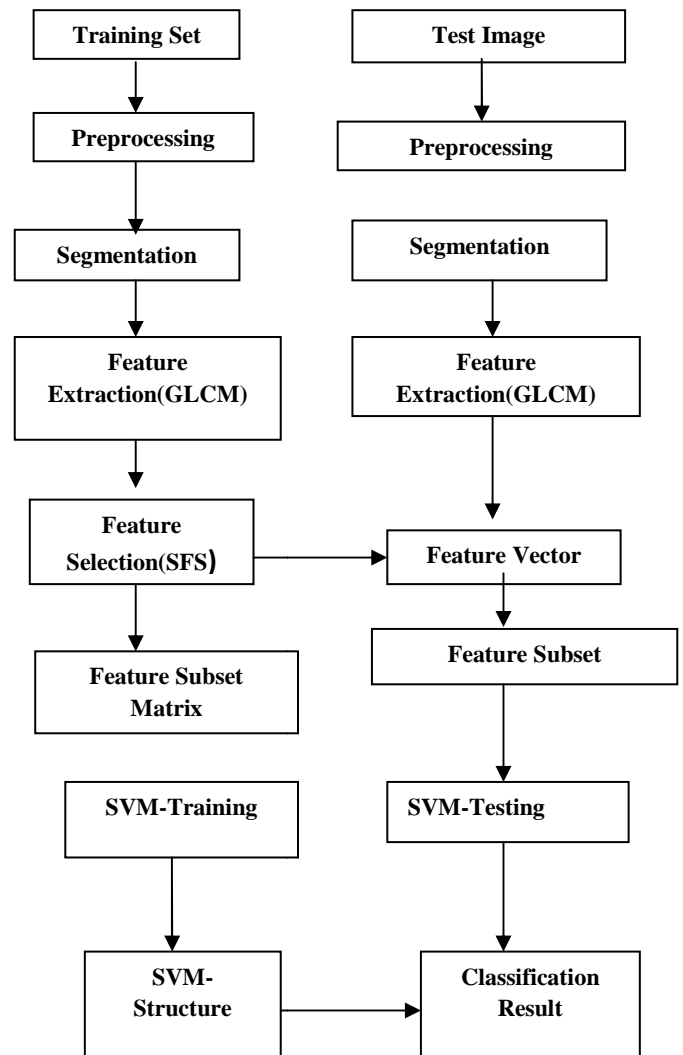 Training Set
Test Image
Preprocessing
Preprocessing
Segmentation
Segmentation
Feature
Extraction(GLCM)
Feature
Extraction(GLCM)
Feature
Selection(SFS)
Feature Vector
Feature Subset
Matrix
Feature Subset
SVM-Training
SVM-Testing
SVM-
Structure
Classification
Result